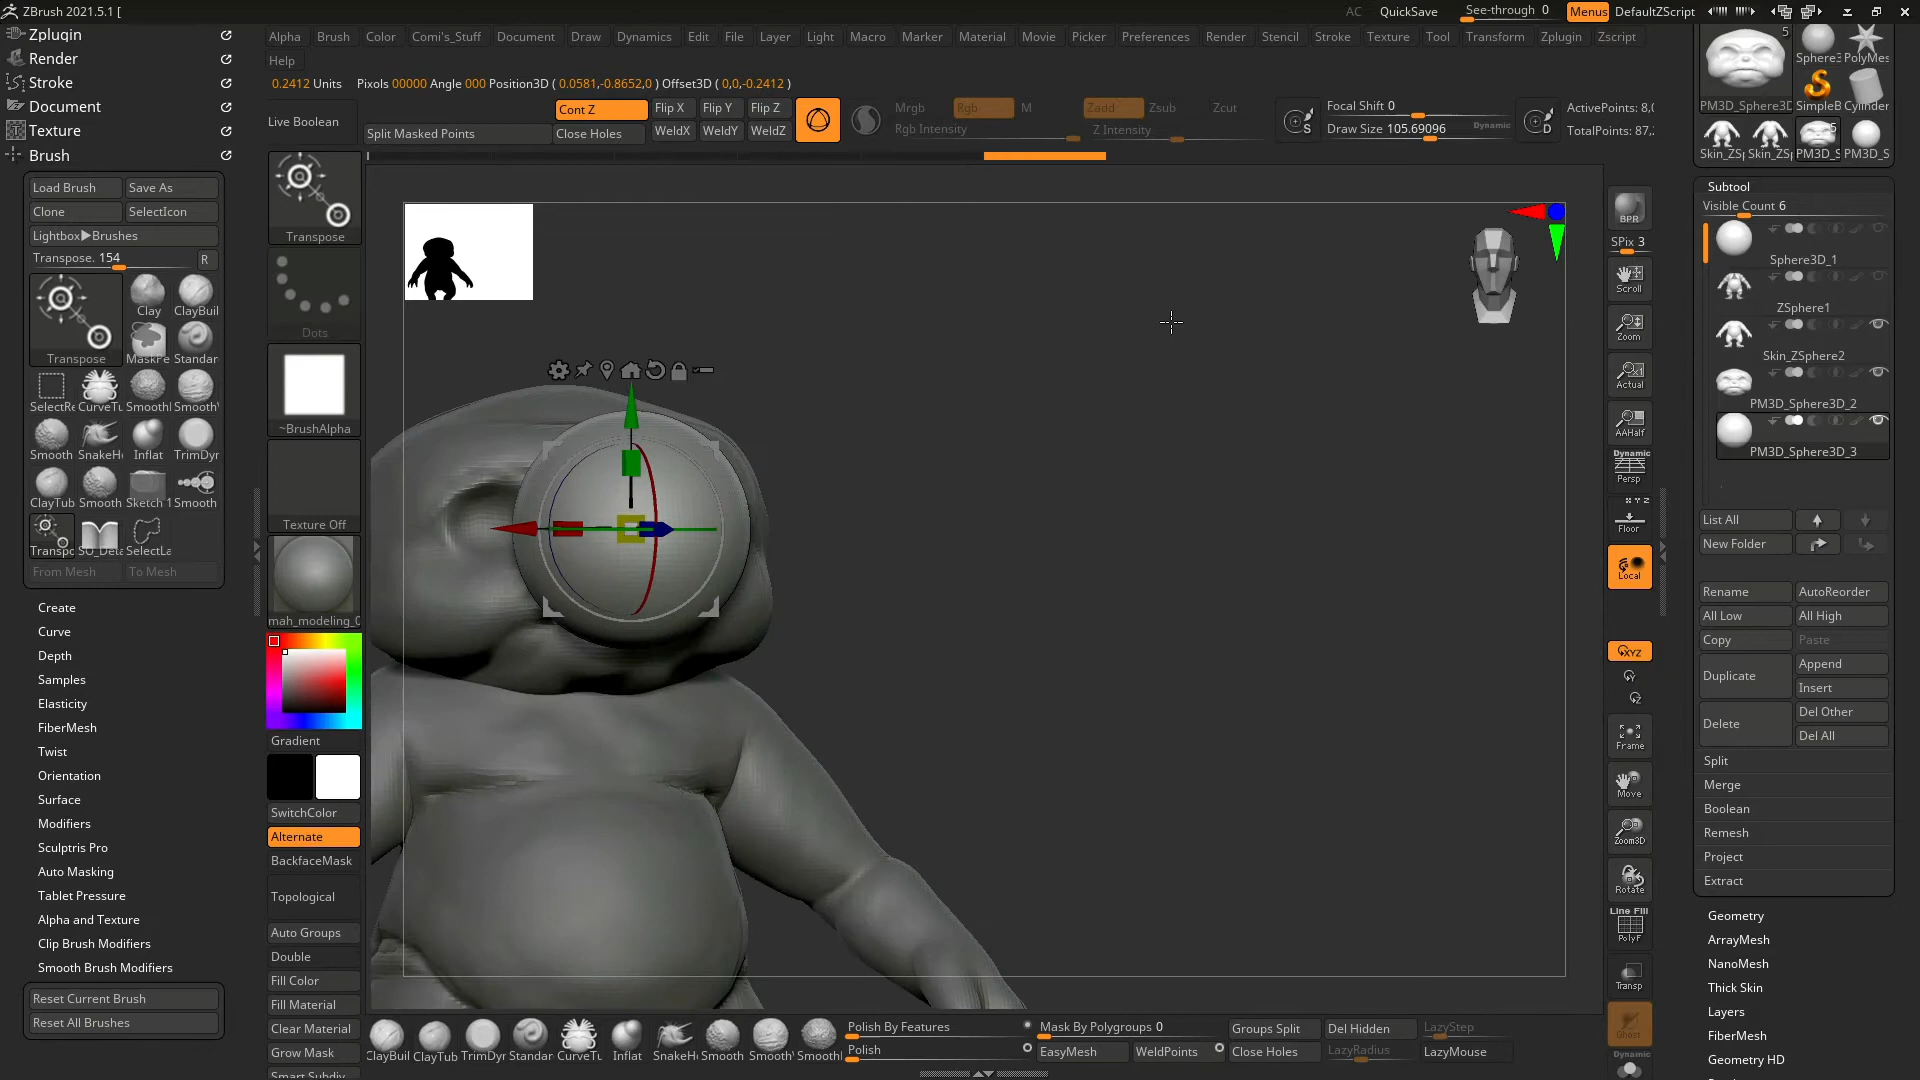 ZBrush 2021.5.1 [
AC
QuickSave
See-through 0
Menus
DefaultZScript
Zplugin
Render
Stroke
Document
Texture
Brush
Alpha Brush Color Comi's_Stuff Document Draw Dynamics Edit File Layer Light Macro Marker Material Movie Picker Preferences Render Stencil Stroke Texture Tool Transform Zplugin Zscript
Help
0.2412 Units Pixols 00000 Angle 000 Position3D ( 0.0581,-0.8652,0 ) Offset3D ( 0,0,-0.2412 )
Live Boolean
Split Masked Points
Cont Z
Close Holes
Flip X Flip Y Flip Z
WeldX WeldY WeldZ
Mrgb Rgb M
Rgb Intensity
Zadd Zsub Zcut
Z Intensity
S
Focal Shift 0
Draw Size 105.69096
Dynamic
D
ActivePoints: 8,0
TotalPoints: 87,
Load Brush Save As
Clone SelectIcon
Lightbox▶Brushes
Transpose. 154 R
Transpose
Clay ClayBuil
MaskPe Standar
SelectRe CurveTu SmoothI SmoothV
Smooth SnakeHo Inflat TrimDyn
ClayTub Smooth Sketch 1 Smooth
Transpo SelectLa
From Mesh To Mesh
Create
Curve
Depth
Samples
Elasticity
FiberMesh
Twist
Orientation
Surface
Modifiers
Sculptris Pro
Auto Masking
Tablet Pressure
Alpha and Texture
Clip Brush Modifiers
Smooth Brush Modifiers
Reset Current Brush
Reset All Brushes
Transpose
Dots
~BrushAlpha
Texture Off
mah_modeling_0
Gradient
SwitchColor
Alternate
BackfaceMask
Topological
Auto Groups
Double
Fill Color
Fill Material
Clear Material
Grow Mask
Smart Subdiv
ClayBuil ClayTub TrimDyn Standar CurveTu Inflat SnakeHo Smooth SmoothV SmoothI
Polish By Features
Polish
Mask By Polygroups 0
EasyMesh WeldPoints
Groups Split
Close Holes
Del Hidden
LazyRadius
LazyStep
LazyMouse
BPR
SPix 3
Scroll
Zoom
Actual
AAHalf
Dynamic
Persp
X Y Z
Floor
Local
XYZ
Y
Z
Frame
Move
Zoom3D
Rotate
Line Fill
PolyF
Transp
Ghost
Dynamic
5
PM3D_Sphere3D
Sphere3 PolyMes
SimpleB Cylinder
5
Skin_ZSp Skin_ZSp PM3D_S PM3D_S
Subtool
Visible Count 6
Sphere3D_1
ZSphere1
Skin_ZSphere2
PM3D_Sphere3D_2
PM3D_Sphere3D_3
List All
New Folder
Rename AutoReorder
All Low All High
Copy Paste
Duplicate Append
Insert
Delete Del Other
Del All
Split
Merge
Boolean
Remesh
Project
Extract
Geometry
ArrayMesh
NanoMesh
Thick Skin
Layers
FiberMesh
Geometry HD